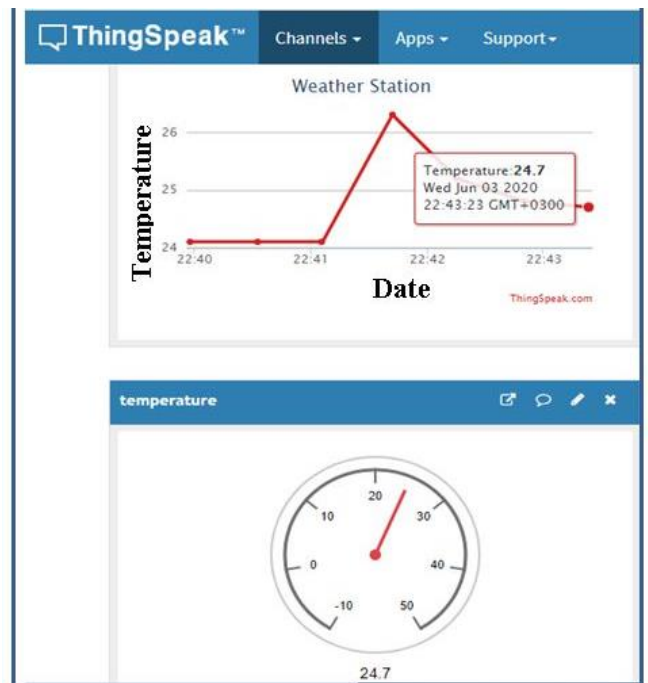 ThingSpeak™ Channels Apps Support
Weather Station
Temperature
26
25
24
Temperature:24.7
Wed Jun 03 2020
22:43:23 GMT+0300
22:40 22:41 22:42 22:43
Date
ThingSpeak.com
temperature
20
10 30
0 40
-10 50
24.7